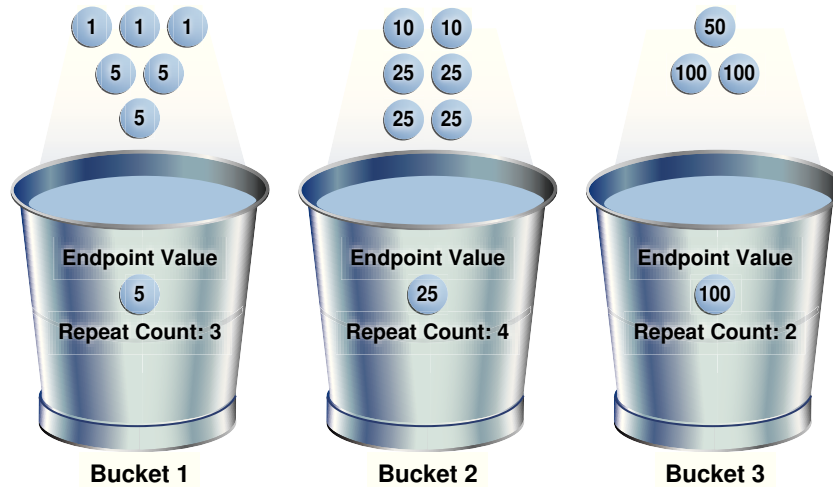 1 1 1
5 5
5
Endpoint Value
5
Repeat Count: 3
Bucket 1
10 10
25 25
25 25
Endpoint Value
25
Repeat Count: 4
Bucket 2
50
100 100
Endpoint Value
100
Repeat Count: 2
Bucket 3